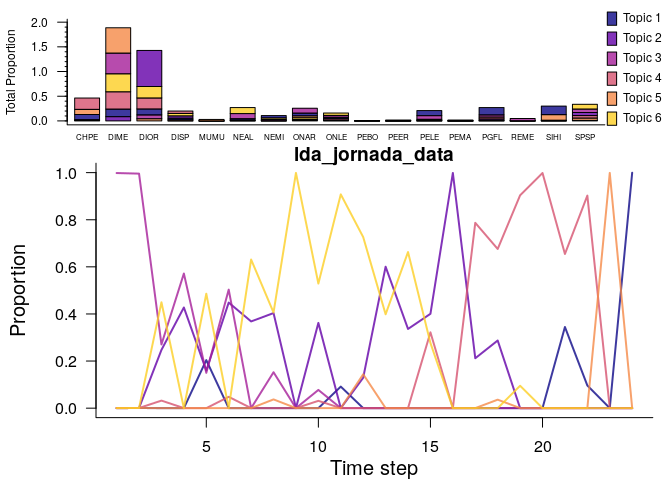 Total Proportion
2.0
1.5
1.0
0.5
0.0
CHPE DIME DIOR DISP MUMU NEAL NEMI ONAR ONLE PEBO PEER PELE PEMA PGFL REME SIHI SPSP
Topic 1
Topic 2
Topic 3
Topic 4
Topic 5
Topic 6
lda_jornada_data
Proportion
1.0
0.8
0.6
0.4
0.2
0.0
5 10 15 20
Time step